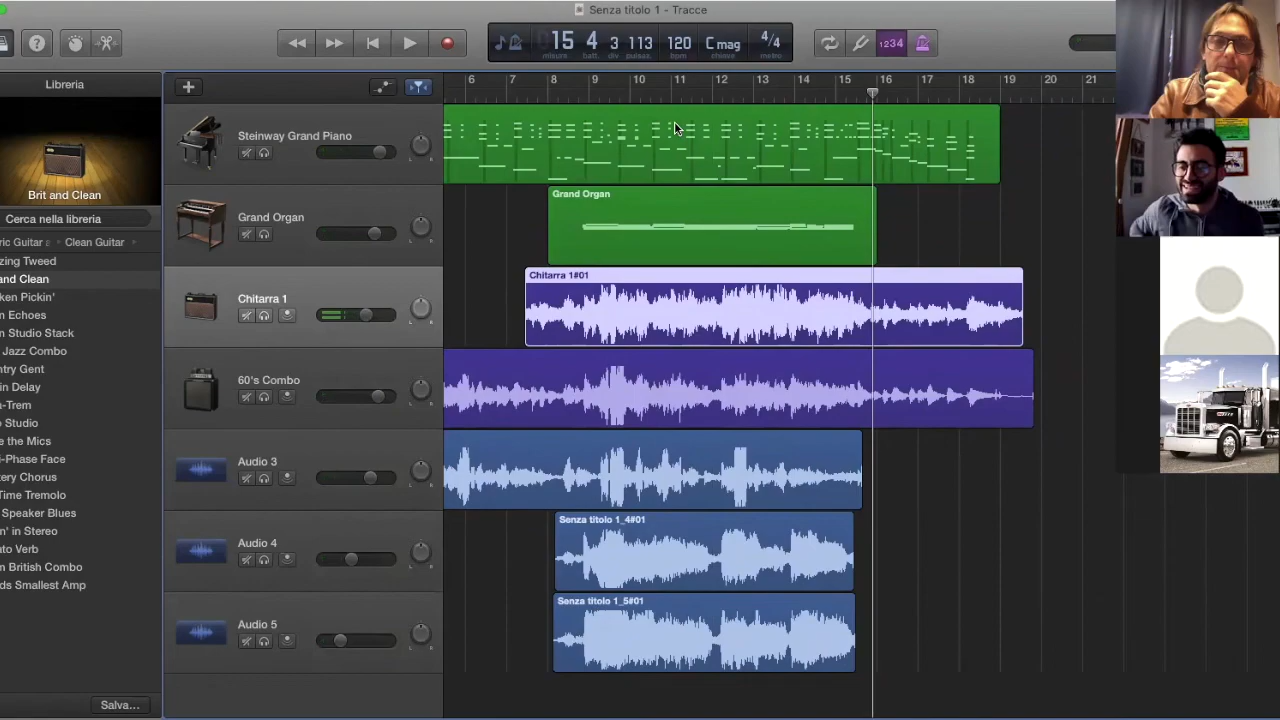 Senza titolo 1 - Tracce
15 4 3 113 120 C mag 4/4
misura batt. div pulsaz. bpm chiave metro
1234
Libreria
6 7 8 9 10 11 12 13 14 15 16 17 18 19 20 21
Brit and Clean
Cerca nella libreria
ric Guitar Clean Guitar
zing Tweed
and Clean
ken Pickin'
n Echoes
n Studio Stack
Jazz Combo
ntry Gent
n Delay
a-Trem
o Studio
e the Mics
i-Phase Face
tery Chorus
Time Tremolo
Speaker Blues
n' in Stereo
ato Verb
n British Combo
ds Smallest Amp
Salva...
Steinway Grand Piano
Grand Organ
Grand Organ
Chitarra 1
Chitarra 1#01
60's Combo
Audio 3
Audio 4
Senza titolo 1_4#01
Audio 5
Senza titolo 1_5#01